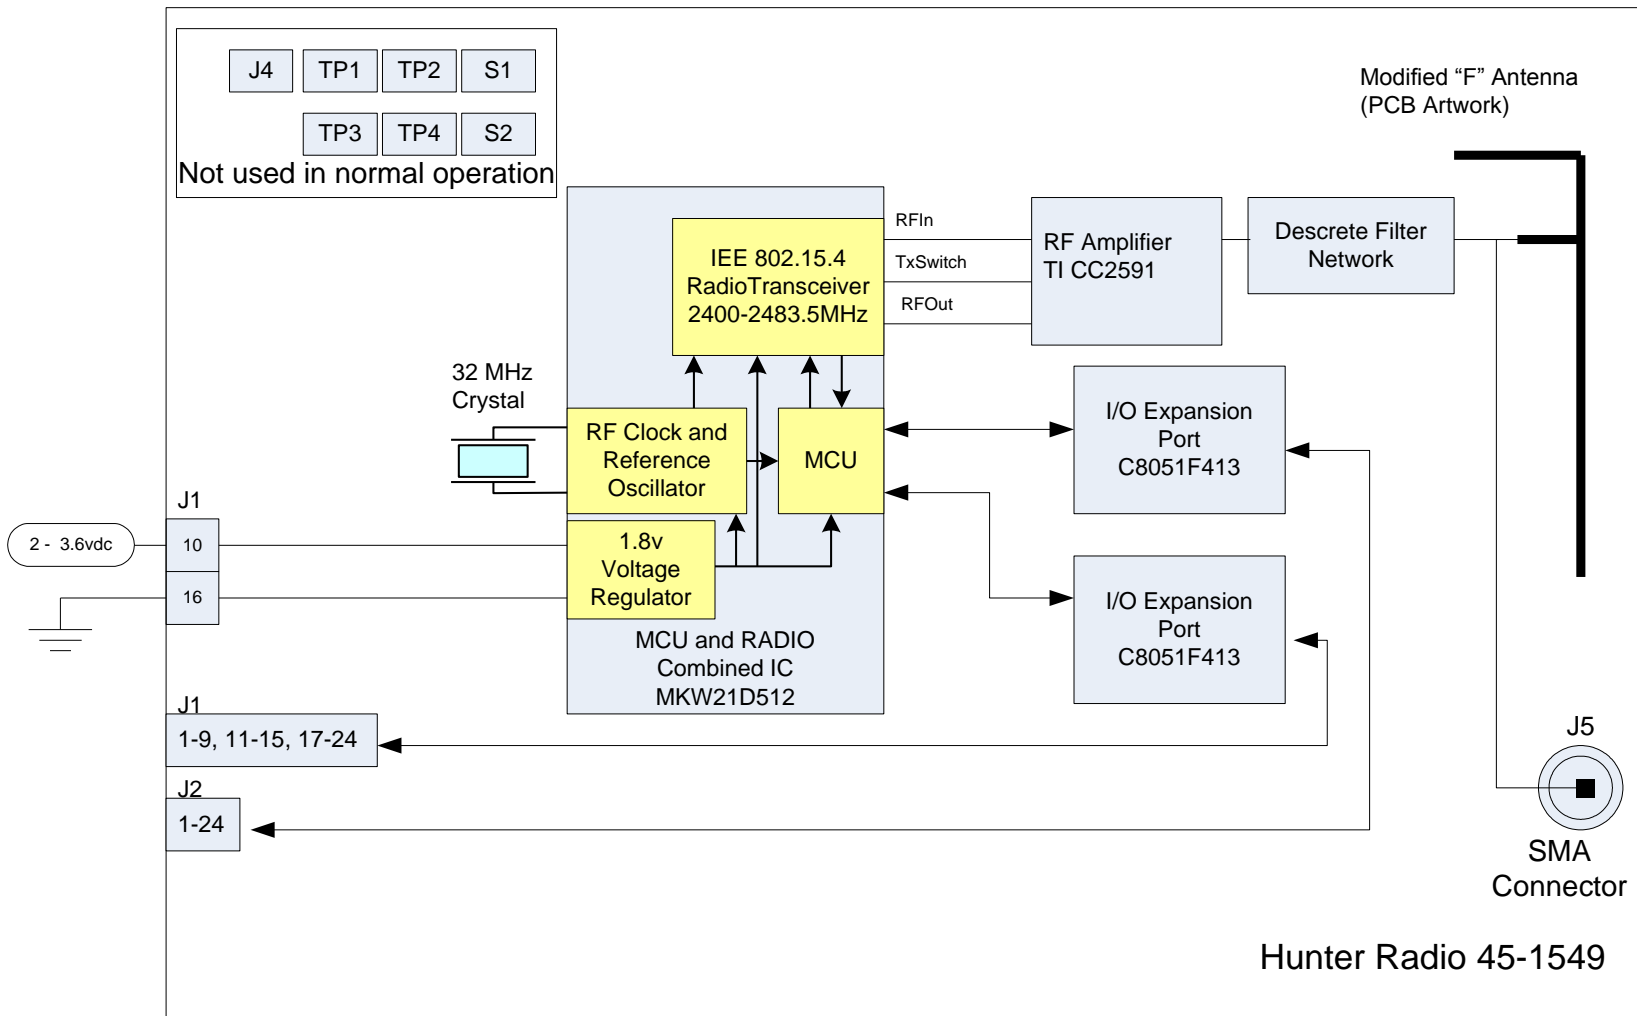 J4
TP1
TP2
S1
TP3
TP4
S2
Not used in normal operation
Modified “F” Antenna
(PCB Artwork)
RFIn
TxSwitch
RFOut
IEE 802.15.4
RadioTransceiver
2400-2483.5MHz
RF Amplifier
TI CC2591
Descrete Filter
Network
32 MHz
Crystal
RF Clock and
Reference
Oscillator
MCU
I/O Expansion
Port
C8051F413
J1
2 - 3.6vdc
10
16
1.8v
Voltage
Regulator
MCU and RADIO
Combined IC
MKW21D512
I/O Expansion
Port
C8051F413
J1
1-9, 11-15, 17-24
J2
1-24
J5
SMA
Connector
Hunter Radio 45-1549